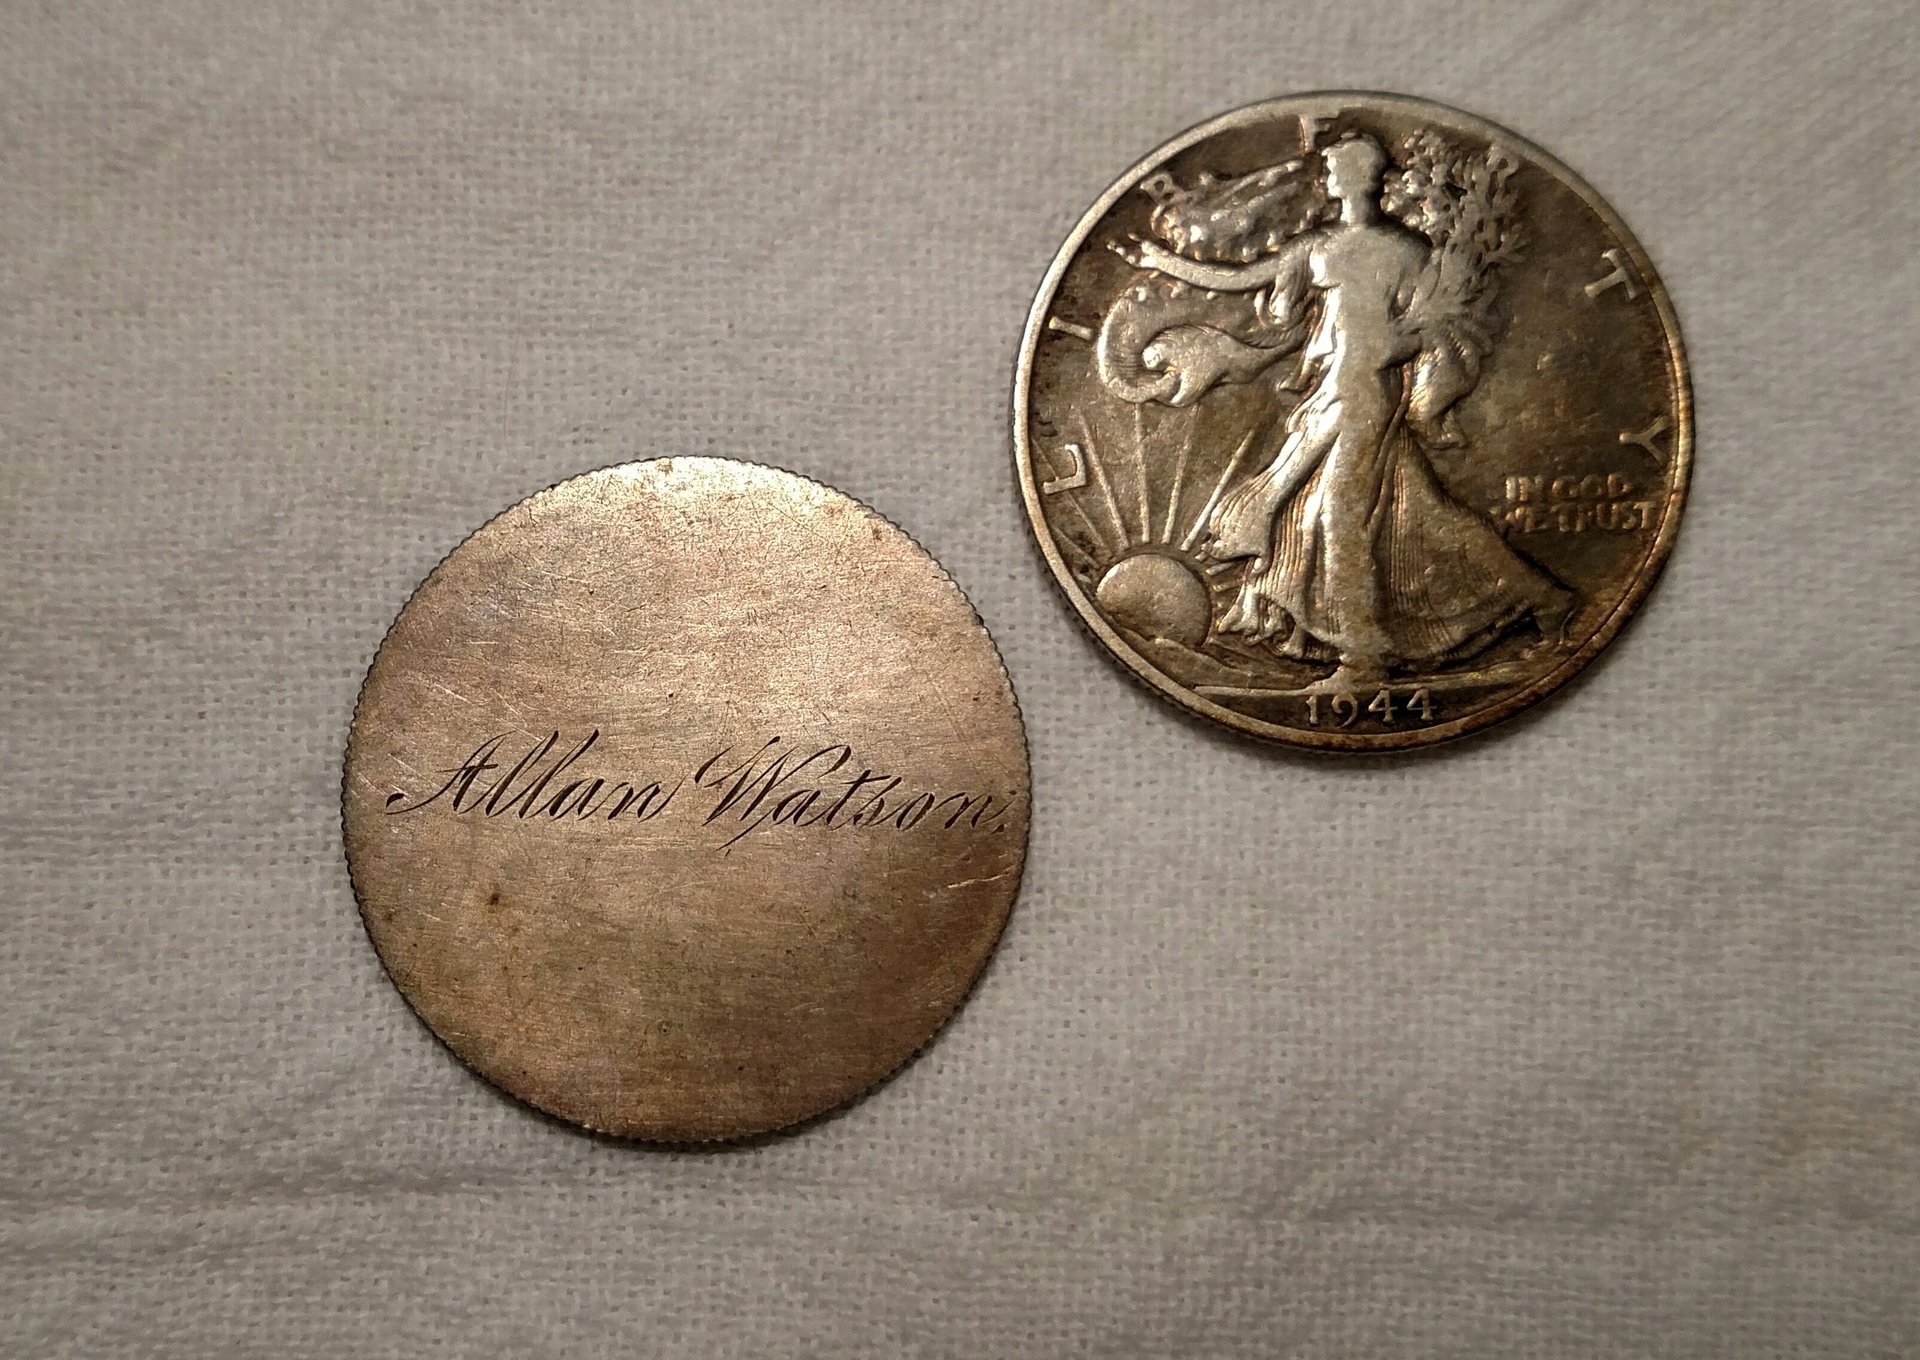 Allan Watson.
LIBERTY
IN GOD
WE TRUST
1944